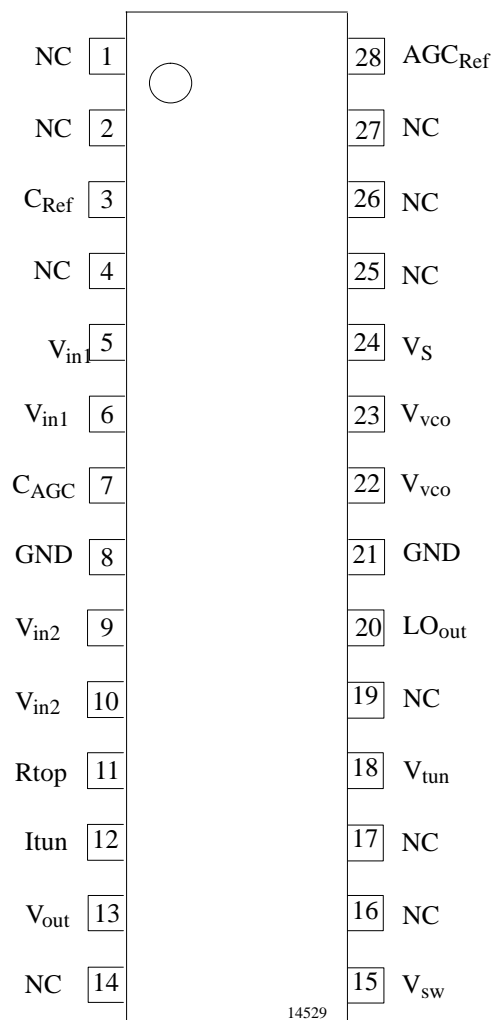 NC 1 28 AGCRef
NC 2 27 NC
CRef 3 26 NC
NC 4 25 NC
Vin1 5 24 VS
Vin1 6 23 Vvco
CAGC 7 22 Vvco
GND 8 21 GND
Vin2 9 20 LOout
Vin2 10 19 NC
Rtop 11 18 Vtun
Itun 12 17 NC
Vout 13 16 NC
NC 14 15 Vsw
14529